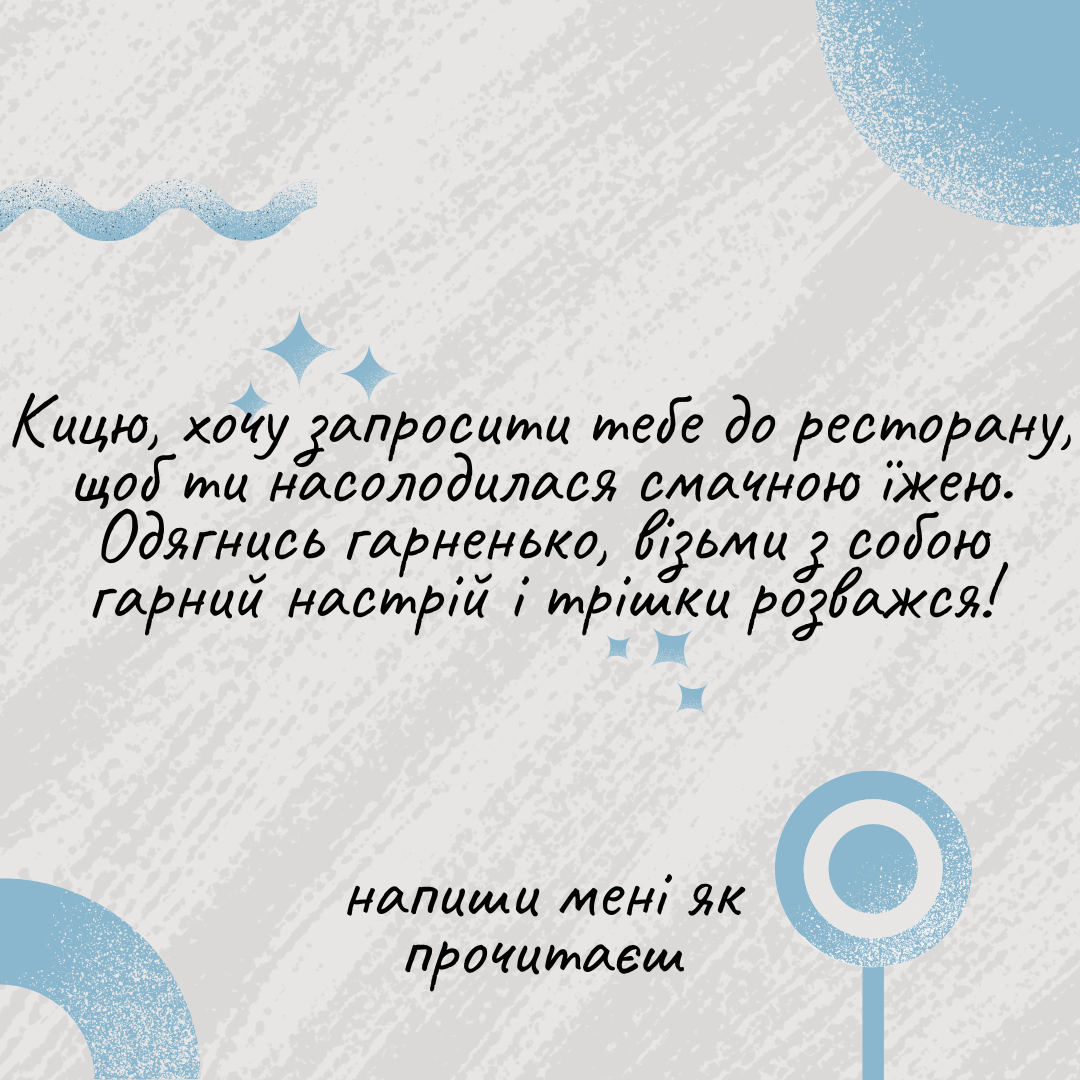 Кицю, хочу запросити тебе до ресторану,
щоб ти насолодилася смачною їжею.
Одягнись гарненько, візьми з собою
гарний настрій і трішки розважся!
напиши мені як
прочитаєш